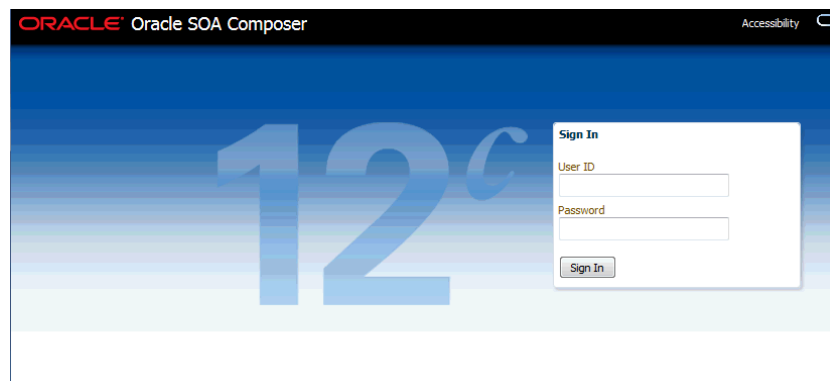 ORACLE Oracle SOA Composer
Accessibility
12c
Sign In
User ID
Password
Sign In